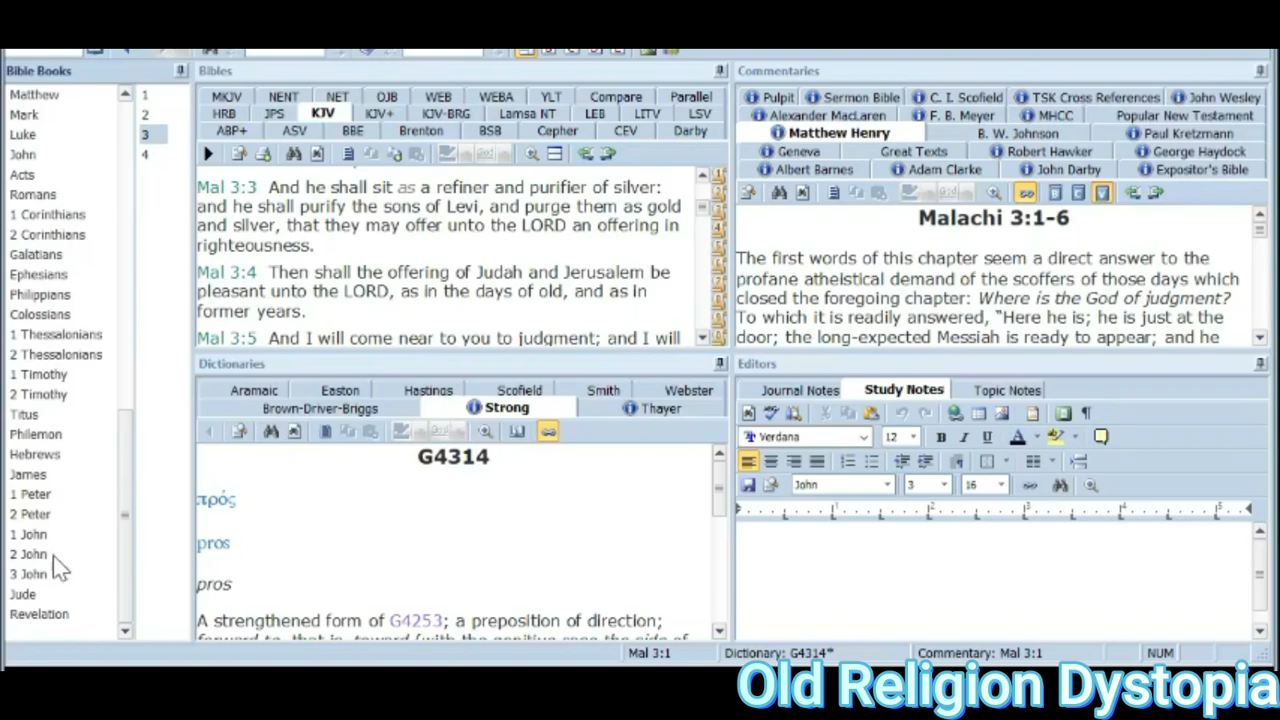 Bible Books
Matthew
Mark
Luke
John
Acts
Romans
1 Corinthians
2 Corinthians
Galatians
Ephesians
Philippians
Colossians
1 Thessalonians
2 Thessalonians
1 Timothy
2 Timothy
Titus
Philemon
Hebrews
James
1 Peter
2 Peter
1 John
2 John
3 John
Jude
Revelation
1
2
3
4
Bibles
MKJV NENT NET OJB WEB WEBA YLT Compare Parallel
HRB JPS KJV KJV+ KJV-BRG Lamsa NT LEB LITV LSV
ABP+ ASV BBE Brenton BSB Cepher CEV Darby
Mal 3:3 And he shall sit as a refiner and purifier of silver:
and he shall purify the sons of Levi, and purge them as gold
and silver, that they may offer unto the LORD an offering in
righteousness.
Mal 3:4 Then shall the offering of Judah and Jerusalem be
pleasant unto the LORD, as in the days of old, and as in
former years.
Mal 3:5 And I will come near to you to judgment; and I will
Commentaries
Pulpit Sermon Bible C. I. Scofield TSK Cross References John Wesley
Alexander MacLaren F. B. Meyer MHCC Popular New Testament
Matthew Henry B. W. Johnson Paul Kretzmann
Geneva Great Texts Robert Hawker George Haydock
Albert Barnes Adam Clarke John Darby Expositor's Bible
Malachi 3:1-6
The first words of this chapter seem a direct answer to the
profane atheistical demand of the scoffers of those days which
closed the foregoing chapter: Where is the God of judgment?
To which it is readily answered, "Here he is; he is just at the
door; the long-expected Messiah is ready to appear; and he
Dictionaries
Aramaic Easton Hastings Scofield Smith Webster
Brown-Driver-Briggs Strong Thayer
G4314
πρός
pros
pros
A strengthened form of G4253; a preposition of direction;
Editors
Journal Notes Study Notes Topic Notes
Verdana 12 B I U A
John 3 16
1 2 3 4 5
Mal 3:1 Dictionary: G4314* Commentary: Mal 3:1 NUM
Old Religion Dystopia